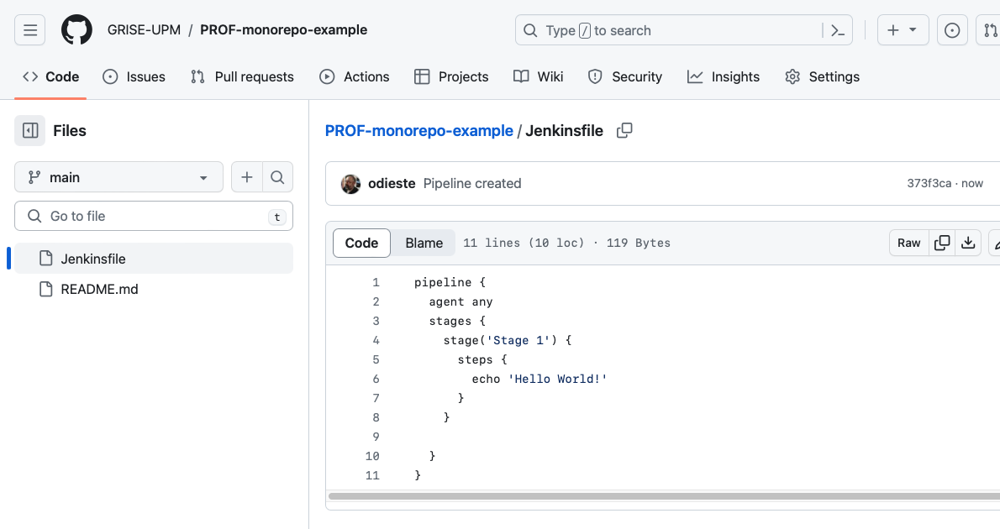 GRISE-UPM / PROF-monorepo-example
Type / to search
Code Issues Pull requests Actions Projects Wiki Security Insights Settings
Files
main
Go to file t
Jenkinsfile
README.md
PROF-monorepo-example / Jenkinsfile
odieste Pipeline created 373f3ca · now
Code Blame 11 lines (10 loc) · 119 Bytes Raw
1 pipeline {
2 agent any
3 stages {
4 stage('Stage 1') {
5 steps {
6 echo 'Hello World!'
7 }
8 }
9
10 }
11 }